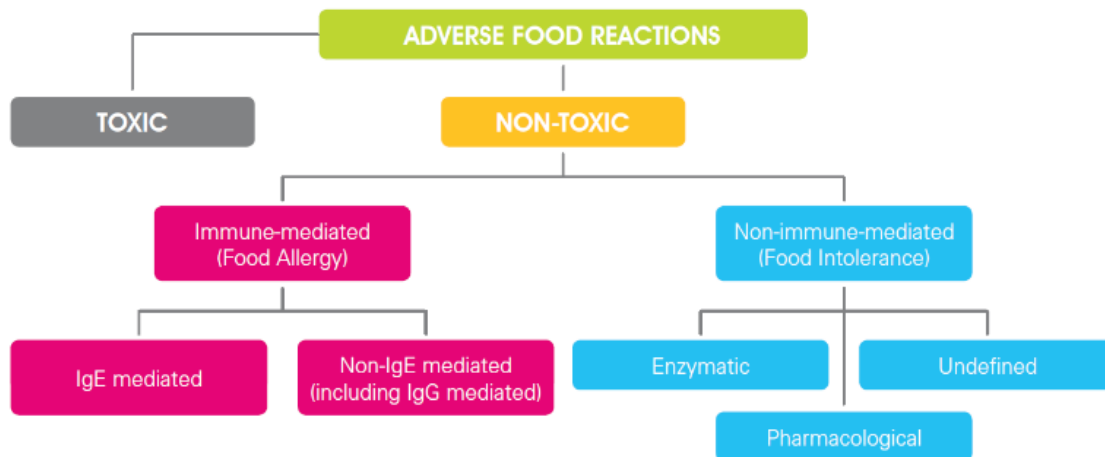 ADVERSE FOOD REACTIONS
TOXIC
NON-TOXIC
Immune-mediated
(Food Allergy)
Non-immune-mediated
(Food Intolerance)
IgE mediated
Non-IgE mediated
(including IgG mediated)
Enzymatic
Undefined
Pharmacological